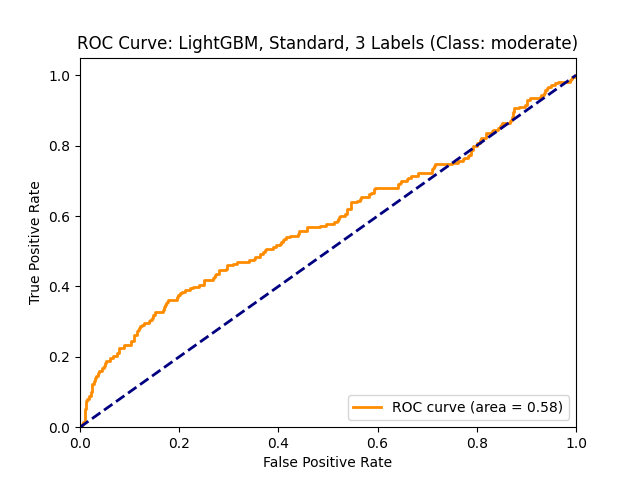 ROC Curve: LightGBM, Standard, 3 Labels (Class: moderate)
True Positive Rate
1.0
0.8
0.6
0.4
0.2
0.0
ROC curve (area = 0.58)
0.0 0.2 0.4 0.6 0.8 1.0
False Positive Rate